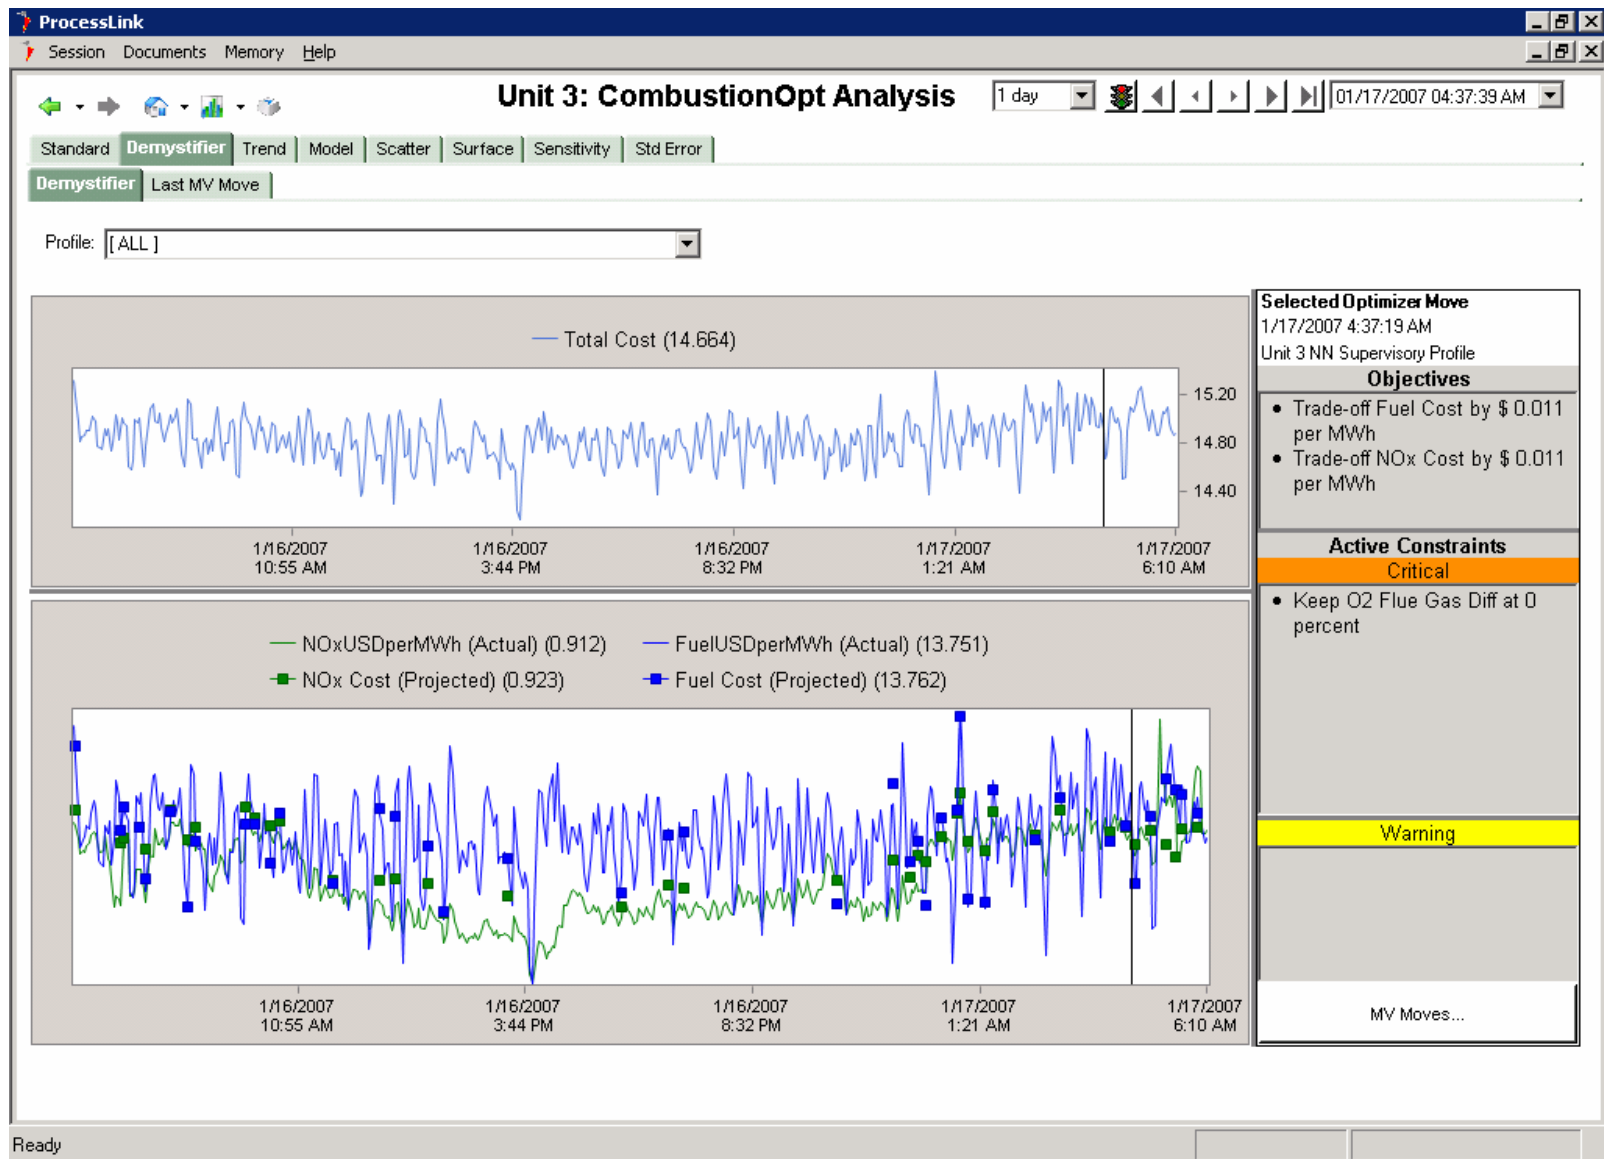 ProcessLink
Session Documents Memory Help
Unit 3: CombustionOpt Analysis
1 day
01/17/2007 04:37:39 AM
Standard Demystifier Trend Model Scatter Surface Sensitivity Std Error
Demystifier Last MV Move
Profile: [ ALL ]
Total Cost (14.664)
15.20
14.80
14.40
1/16/2007 1/16/2007 1/16/2007 1/17/2007 1/17/2007
10:55 AM 3:44 PM 8:32 PM 1:21 AM 6:10 AM
NOxUSDperMWh (Actual) (0.912) FuelUSDperMWh (Actual) (13.751)
NOx Cost (Projected) (0.923) Fuel Cost (Projected) (13.762)
1/16/2007 1/16/2007 1/16/2007 1/17/2007 1/17/2007
10:55 AM 3:44 PM 8:32 PM 1:21 AM 6:10 AM
Selected Optimizer Move
1/17/2007 4:37:19 AM
Unit 3 NN Supervisory Profile
Objectives
• Trade-off Fuel Cost by $ 0.011
per MWh
• Trade-off NOx Cost by $ 0.011
per MWh
Active Constraints
Critical
• Keep O2 Flue Gas Diff at 0
percent
Warning
MV Moves...
Ready